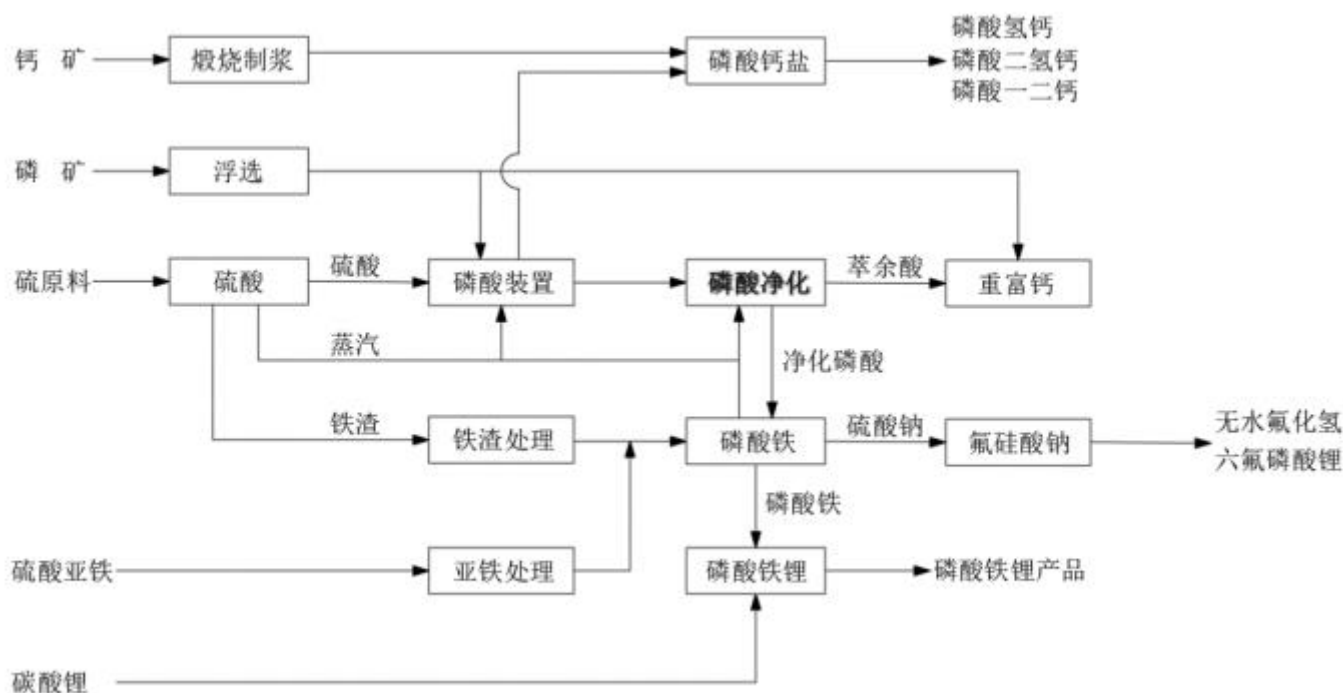 钙 矿
煅烧制浆
磷酸钙盐
磷酸氢钙
磷酸二氢钙
磷酸一二钙
磷 矿
浮选
硫原料
硫酸
硫酸
磷酸装置
磷酸净化
萃余酸
重富钙
蒸汽
净化磷酸
铁渣
铁渣处理
磷酸铁
硫酸钠
氟硅酸钠
无水氟化氢
六氟磷酸锂
磷酸铁
硫酸亚铁
亚铁处理
磷酸铁锂
磷酸铁锂产品
碳酸锂